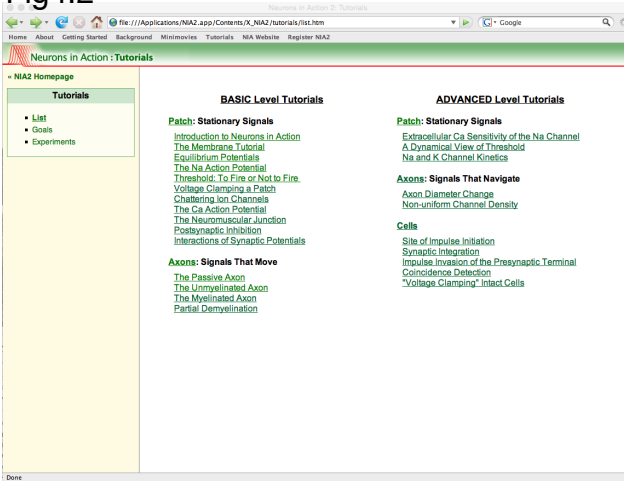 Neurons in Action 2: Tutorials
file:///Applications/NIA2.app/Contents/X_NIA2/tutorials/list.htm
G Google
Home About Getting Started Background Minimovies Tutorials NIA Website Register NIA2
Neurons in Action : Tutorials
« NIA2 Homepage
Tutorials
List
Goals
Experiments
BASIC Level Tutorials
Patch: Stationary Signals
Introduction to Neurons in Action
The Membrane Tutorial
Equilibrium Potentials
The Na Action Potential
Threshold: To Fire or Not to Fire
Voltage Clamping a Patch
Chattering Ion Channels
The Ca Action Potential
The Neuromuscular Junction
Postsynaptic Inhibition
Interactions of Synaptic Potentials
Axons: Signals That Move
The Passive Axon
The Unmyelinated Axon
The Myelinated Axon
Partial Demyelination
ADVANCED Level Tutorials
Patch: Stationary Signals
Extracellular Ca Sensitivity of the Na Channel
A Dynamical View of Threshold
Na and K Channel Kinetics
Axons: Signals That Navigate
Axon Diameter Change
Non-uniform Channel Density
Cells
Site of Impulse Initiation
Synaptic Integration
Impulse Invasion of the Presynaptic Terminal
Coincidence Detection
"Voltage Clamping" Intact Cells
Done